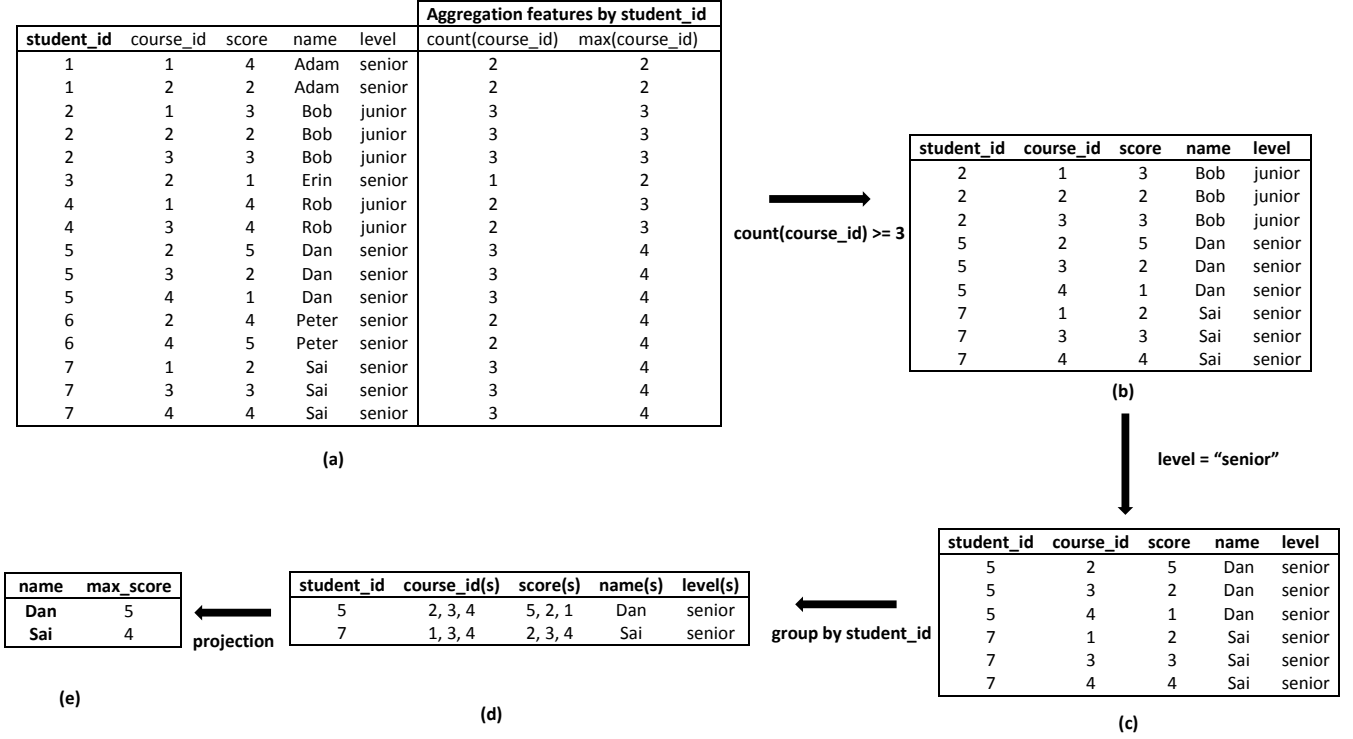 Aggregation features by student_id
student_id course_id score name level count(course_id) max(course_id)
1 1 4 Adam senior 2 2
1 2 2 Adam senior 2 2
2 1 3 Bob junior 3 3
2 2 2 Bob junior 3 3
2 3 3 Bob junior 3 3
3 2 1 Erin senior 1 2
4 1 4 Rob junior 2 3
4 3 4 Rob junior 2 3
5 2 5 Dan senior 3 4
5 3 2 Dan senior 3 4
5 4 1 Dan senior 3 4
6 2 4 Peter senior 2 4
6 4 5 Peter senior 2 4
7 1 2 Sai senior 3 4
7 3 3 Sai senior 3 4
7 4 4 Sai senior 3 4
(a)
count(course_id) >= 3
student_id course_id score name level
2 1 3 Bob junior
2 2 2 Bob junior
2 3 3 Bob junior
5 2 5 Dan senior
5 3 2 Dan senior
5 4 1 Dan senior
7 1 2 Sai senior
7 3 3 Sai senior
7 4 4 Sai senior
(b)
level = “senior”
student_id course_id score name level
5 2 5 Dan senior
5 3 2 Dan senior
5 4 1 Dan senior
7 1 2 Sai senior
7 3 3 Sai senior
7 4 4 Sai senior
(c)
group by student_id
student_id course_id(s) score(s) name(s) level(s)
5 2, 3, 4 5, 2, 1 Dan senior
7 1, 3, 4 2, 3, 4 Sai senior
(d)
projection
name max_score
Dan 5
Sai 4
(e)